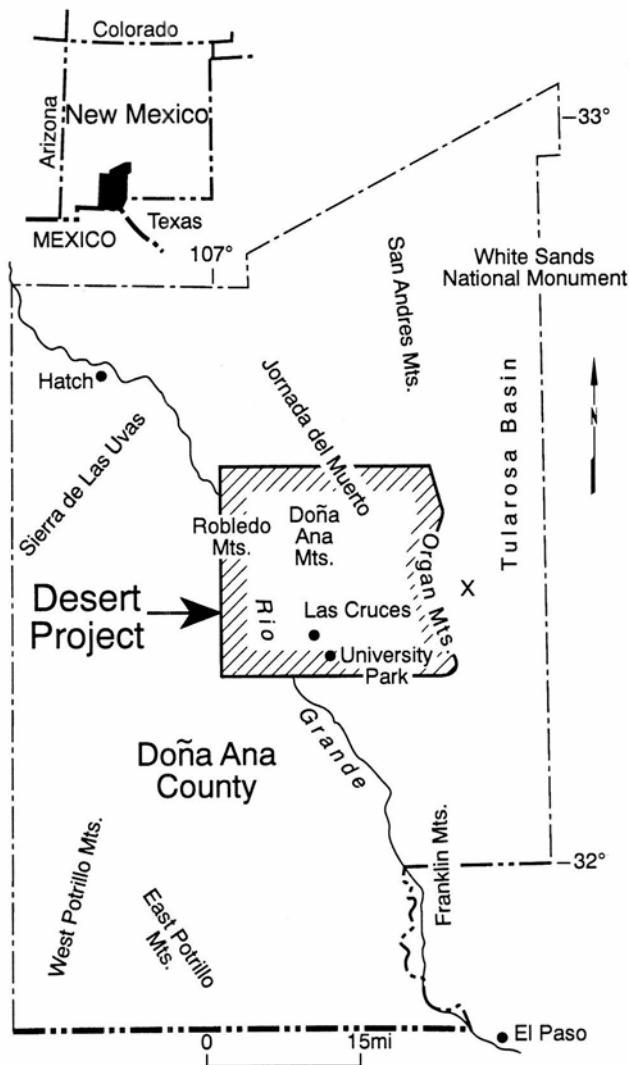 Colorado
Arizona
New Mexico
Texas
MEXICO
107°
33°
White Sands
National Monument
San Andres Mts.
Hatch
Jornada del Muerto
Sierra de Las Uvas
N
Tularosa Basin
Robledo
Mts.
Doña
Ana
Mts.
Organ Mts.
X
Desert
Project
Rio
Las Cruces
University
Park
Grande
Doña Ana
County
32°
Franklin Mts.
West Potrillo Mts.
East Potrillo
Mts.
El Paso
0 15mi